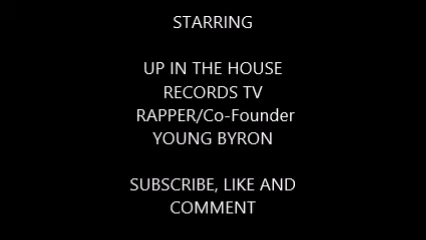 STARRING
UP IN THE HOUSE
RECORDS TV
RAPPER/Co-Founder
YOUNG BYRON
SUBSCRIBE, LIKE AND
COMMENT